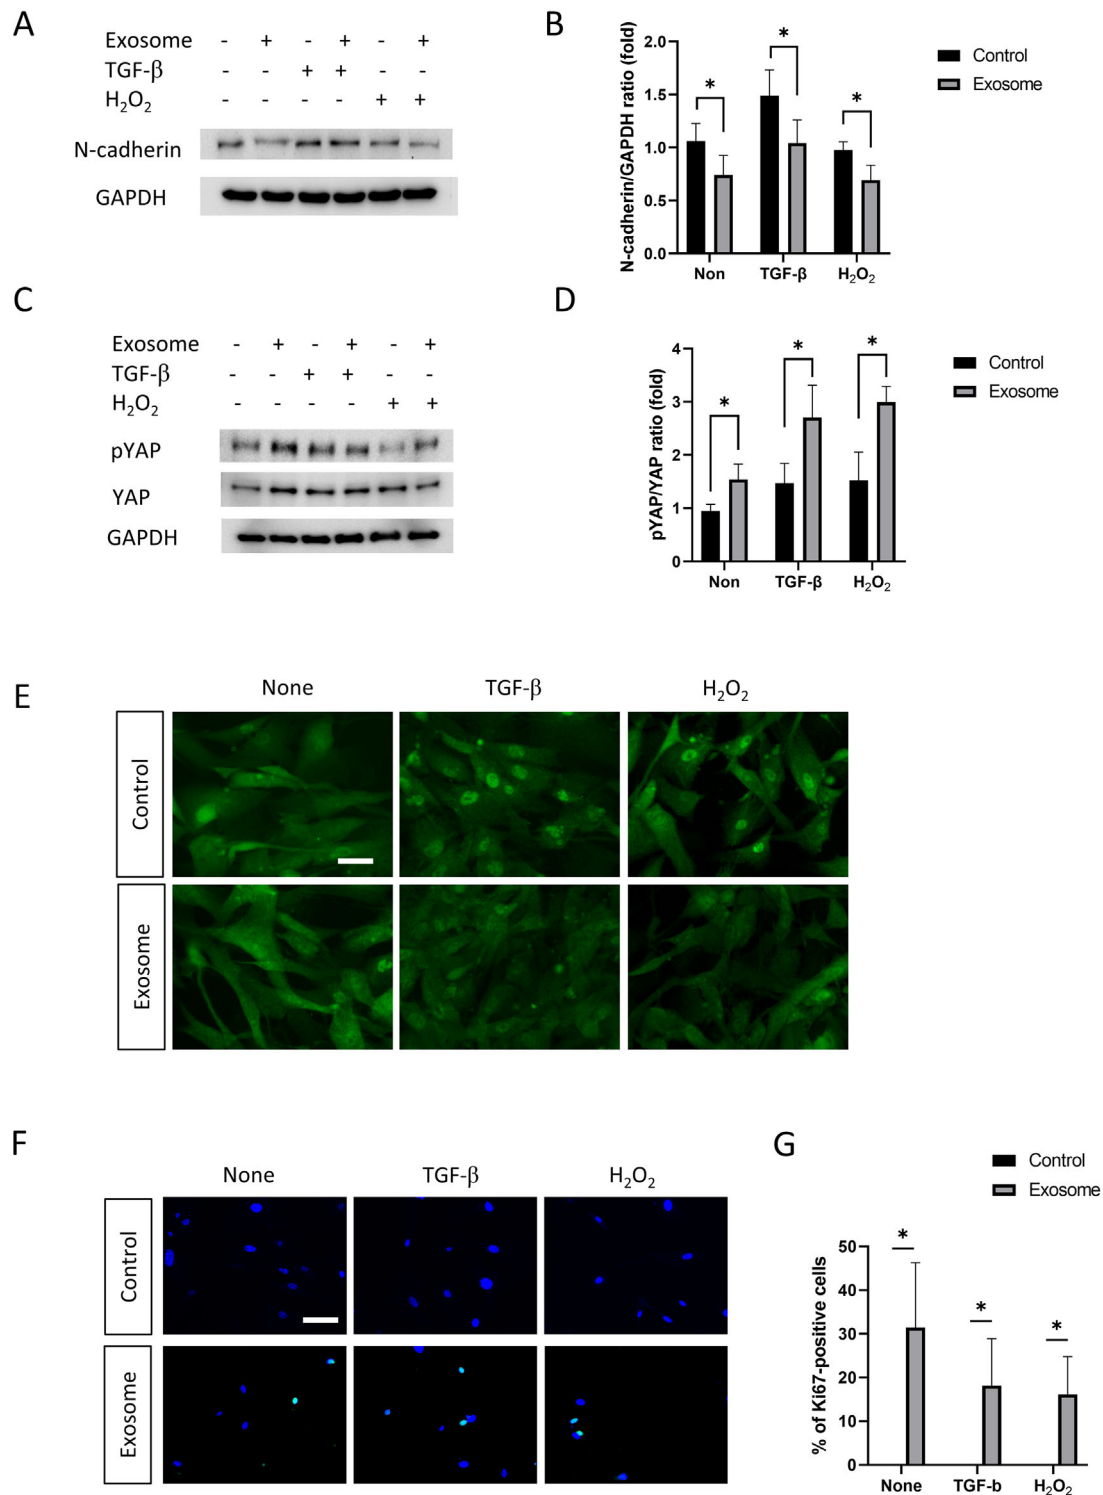 A
Exosome - + - + - +
TGF-β - - + + - -
H₂O₂ - - - - + +
N-cadherin
GAPDH
B
N-cadherin/GAPDH ratio (fold)
2.0
1.5
1.0
0.5
0.0
* * *
Non TGF-β H₂O₂
Control
Exosome
C
Exosome - + - + - +
TGF-β - - + + - -
H₂O₂ - - - - + +
pYAP
YAP
GAPDH
D
pYAP/YAP ratio (fold)
4
3
2
1
0
* * *
Non TGF-β H₂O₂
Control
Exosome
E
None TGF-β H₂O₂
Control
Exosome
F
None TGF-β H₂O₂
Control
Exosome
G
Control
Exosome
% of Ki67-positive cells
50
40
30
20
10
0
* * *
None TGF-b H₂O₂